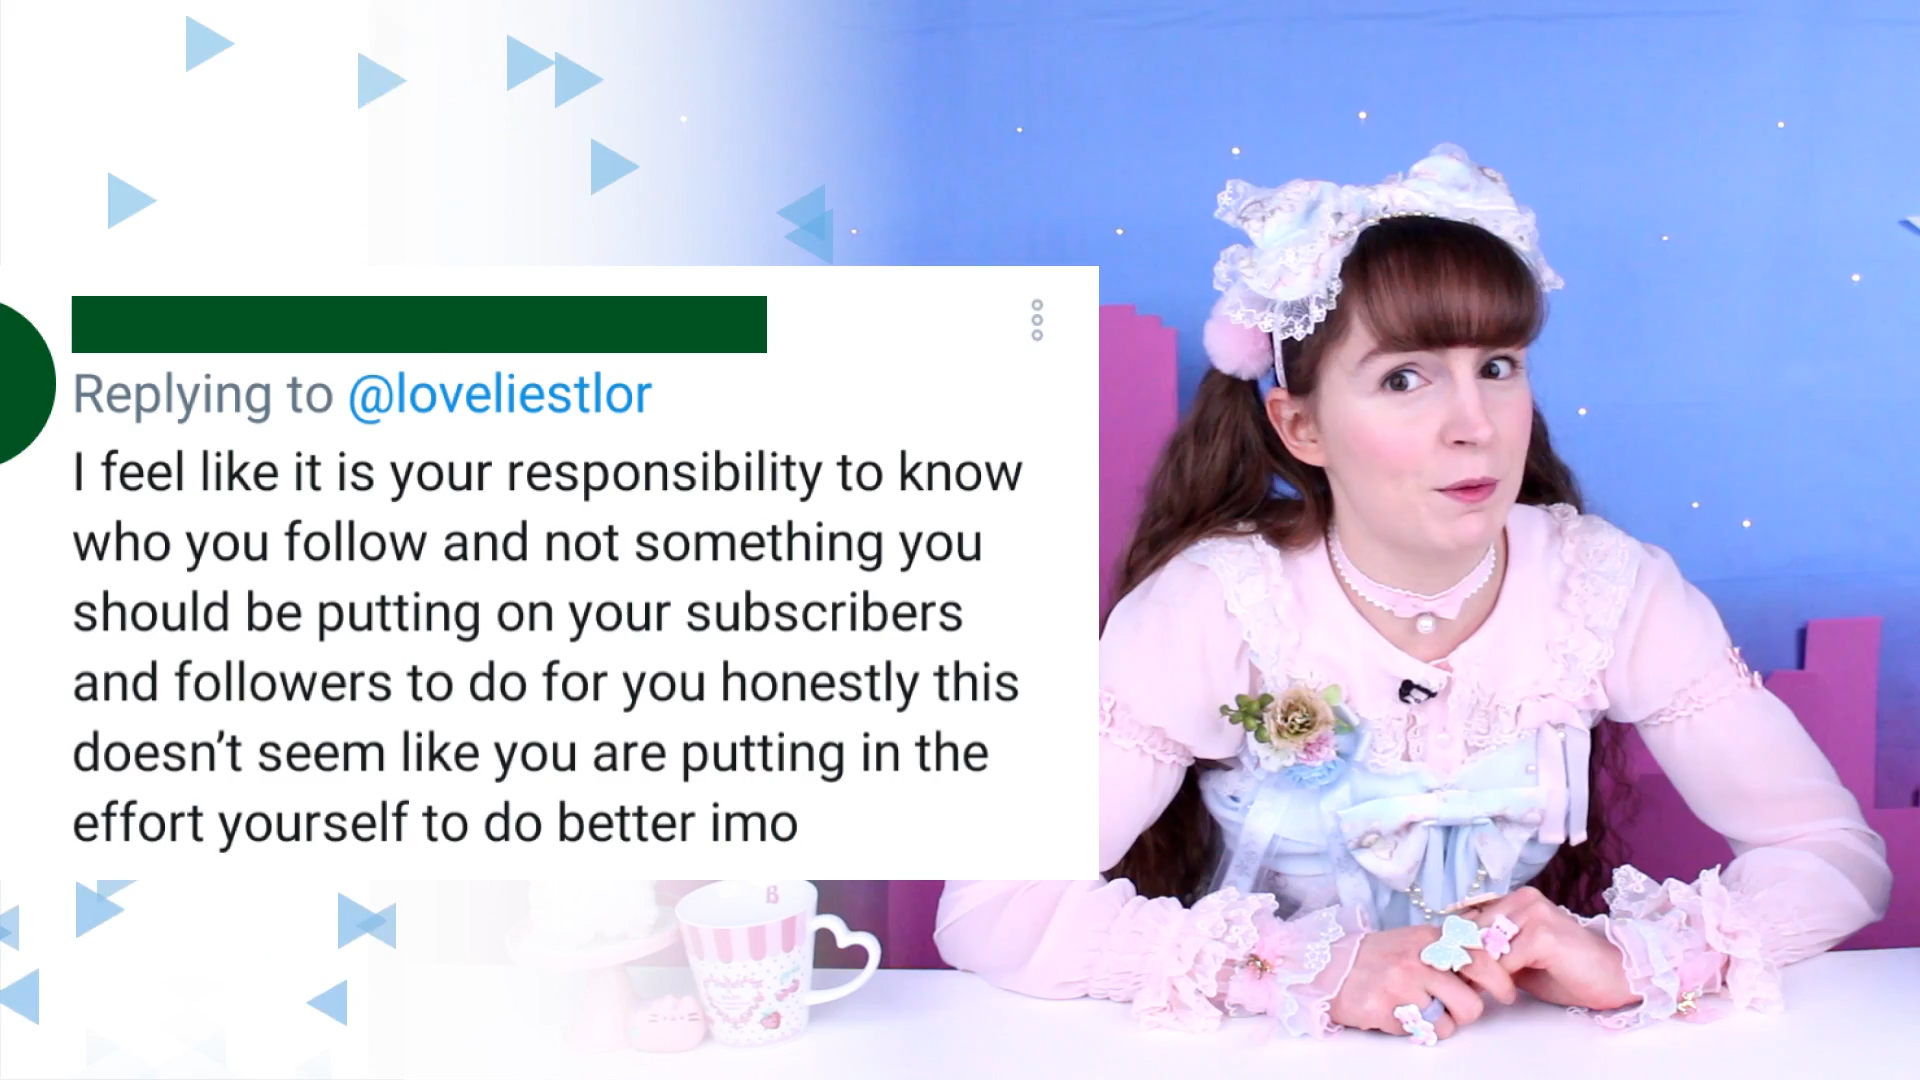 Replying to @loveliestlor
I feel like it is your responsibility to know
who you follow and not something you
should be putting on your subscribers
and followers to do for you honestly this
doesn't seem like you are putting in the
effort yourself to do better imo
B